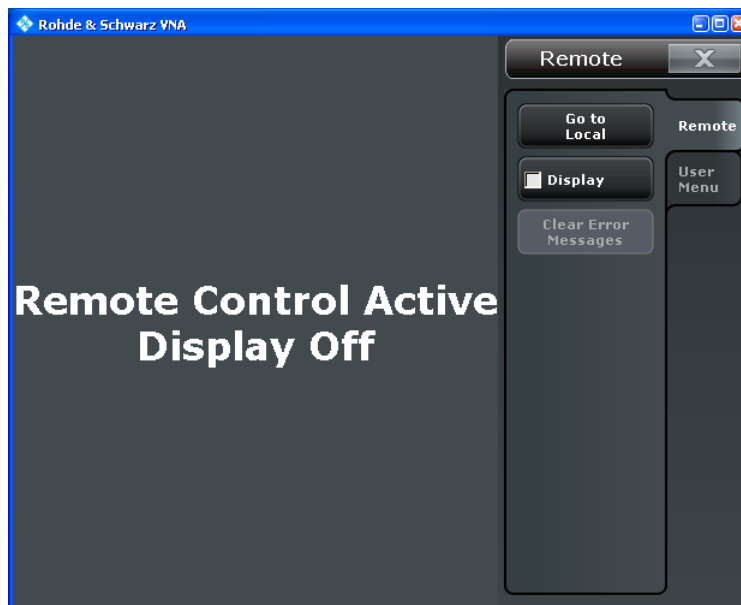 Rohde & Schwarz VNA
Remote
X
Go to
Local
Remote
Display
User
Menu
Clear Error
Messages
Remote Control Active
Display Off